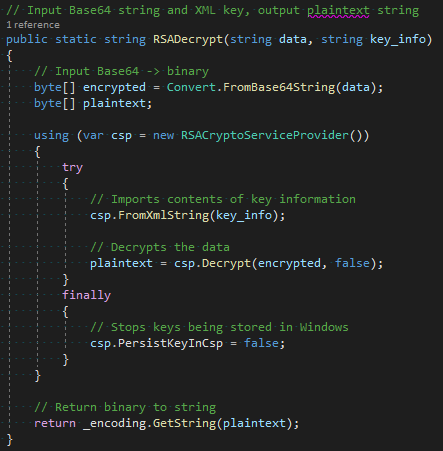 // Input Base64 string and XML key, output plaintext string
1 reference
public static string RSADecrypt(string data, string key_info)
{
// Input Base64 -> binary
byte[] encrypted = Convert.FromBase64String(data);
byte[] plaintext;
using (var csp = new RSACryptoServiceProvider())
{
try
{
// Imports contents of key information
csp.FromXmlString(key_info);
// Decrypts the data
plaintext = csp.Decrypt(encrypted, false);
}
finally
{
// Stops keys being stored in Windows
csp.PersistKeyInCsp = false;
}
}
// Return binary to string
return _encoding.GetString(plaintext);
}